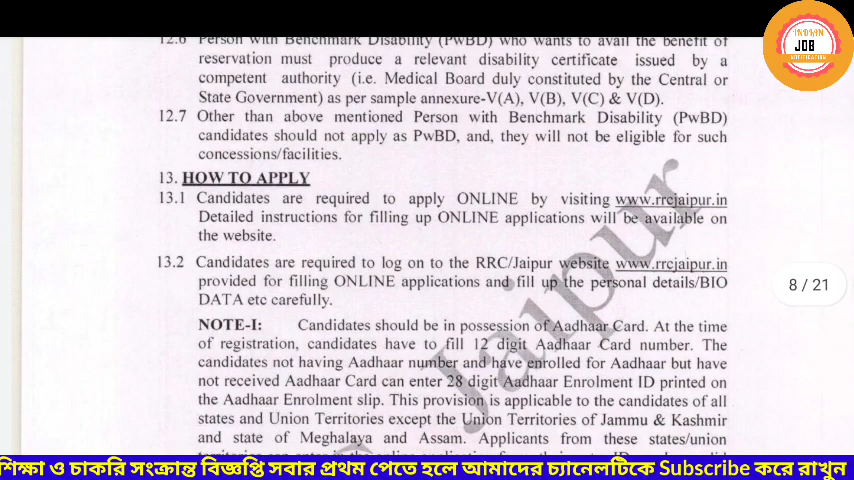 12.6 Person with Benchmark Disability (PwBD) who wants to avail the benefit of
reservation must produce a relevant disability certificate issued by a
competent authority (i.e. Medical Board duly constituted by the Central or
State Government) as per sample annexure-V(A), V(B), V(C) & V(D).
12.7 Other than above mentioned Person with Benchmark Disability (PwBD)
candidates should not apply as PwBD, and, they will not be eligible for such
concessions/facilities.
13. HOW TO APPLY
13.1 Candidates are required to apply ONLINE by visiting www.rrcjaipur.in
Detailed instructions for filling up ONLINE applications will be available on
the website.
13.2 Candidates are required to log on to the RRC/Jaipur website www.rrcjaipur.in
provided for filling ONLINE applications and fill up the personal details/BIO
DATA etc carefully.
NOTE-I: Candidates should be in possession of Aadhaar Card. At the time
of registration, candidates have to fill 12 digit Aadhaar Card number. The
candidates not having Aadhaar number and have enrolled for Aadhaar but have
not received Aadhaar Card can enter 28 digit Aadhaar Enrolment ID printed on
the Aadhaar Enrolment slip. This provision is applicable to the candidates of all
states and Union Territories except the Union Territories of Jammu & Kashmir
and state of Meghalaya and Assam. Applicants from these states/union
Jaipur
8 / 21
INDIAN
JOB
শিক্ষা ও চাকরি সংক্রান্ত বিজ্ঞপ্তি সবার প্রথম পেতে হলে আমাদের চ্যানেলটিকে Subscribe করে রাখুন